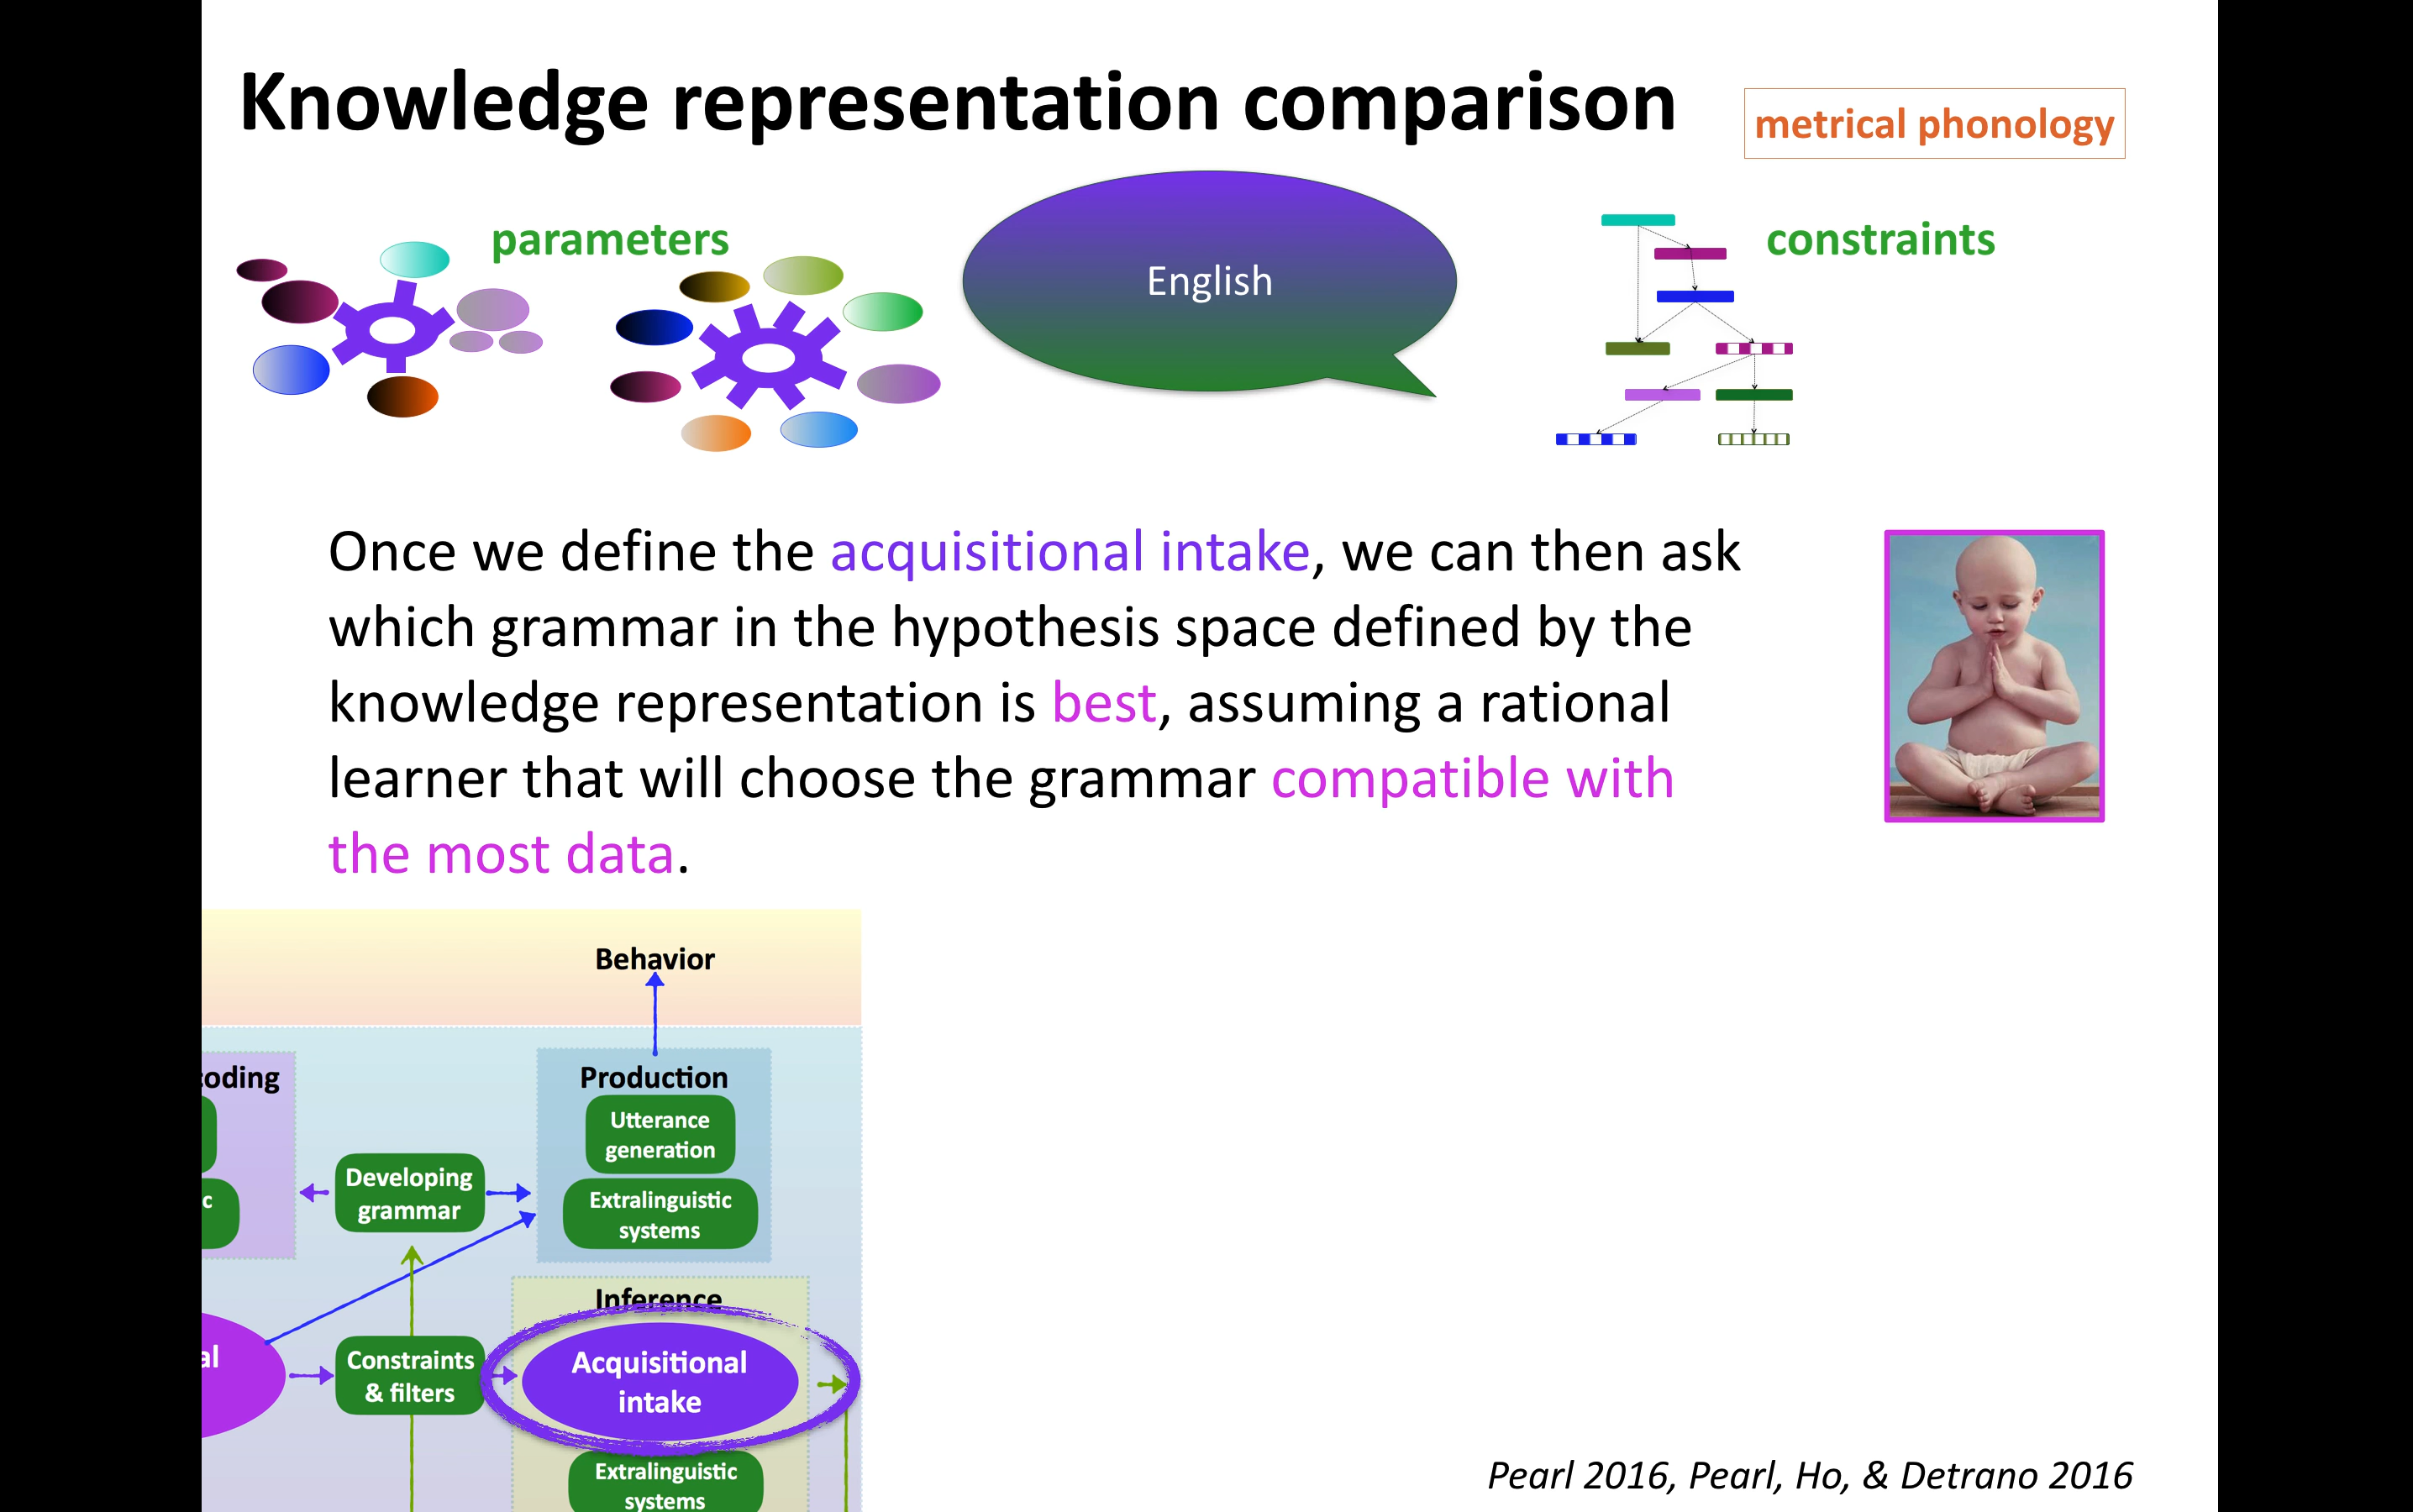 Knowledge representation comparison
metrical phonology
parameters
English
constraints
Once we define the acquisitional intake, we can then ask
which grammar in the hypothesis space defined by the
knowledge representation is best, assuming a rational
learner that will choose the grammar compatible with
the most data.
Behavior
coding
Production
Utterance
generation
Developing
grammar
c
Extralinguistic
systems
Inference
al
Constraints
& filters
Acquisitional
intake
Extralinguistic
systems
Pearl 2016, Pearl, Ho, & Detrano 2016